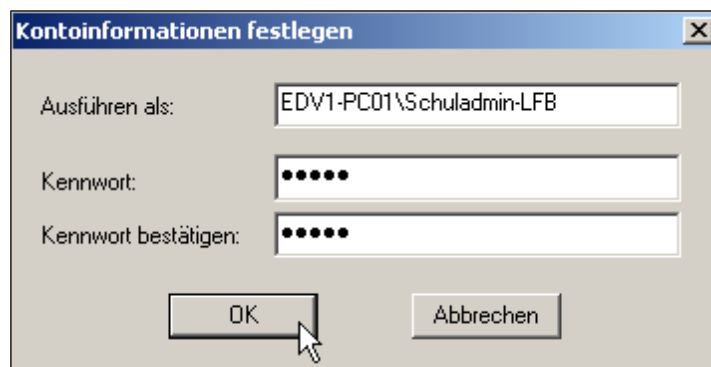 Kontoinformationen festlegen
Ausführen als: EDV1-PC01\Schuladmin-LFB
Kennwort: ●●●●●
Kennwort bestätigen: ●●●●●
OK Abbrechen